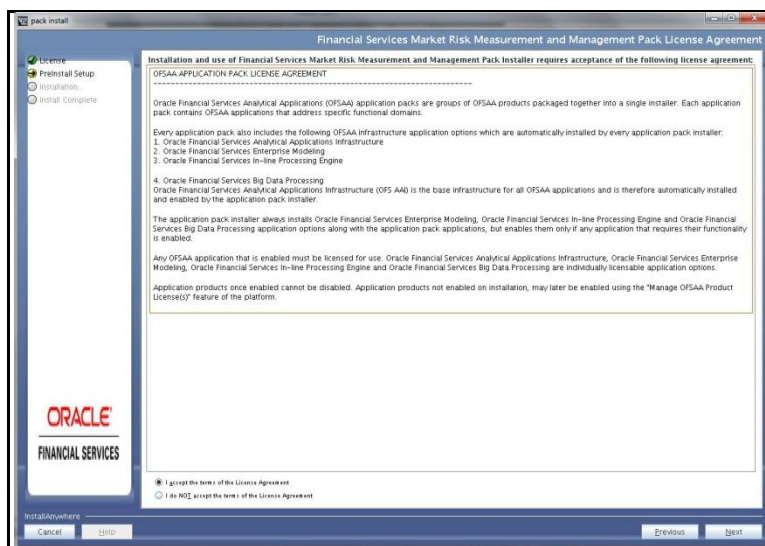 pack install
Financial Services Market Risk Measurement and Management Pack License Agreement
License
PreInstall Setup
Installation...
Install Complete
Installation and use of Financial Services Market Risk Measurement and Management Pack Installer requires acceptance of the following license agreement:
OFSAA APPLICATION PACK LICENSE AGREEMENT
Oracle Financial Services Analytical Applications (OFSAA) application packs are groups of OFSAA products packaged together into a single installer. Each application
pack contains OFSAA applications that address specific functional domains.
Every application pack also includes the following OFSAA infrastructure application options which are automatically installed by every application pack installer:
1. Oracle Financial Services Analytical Applications Infrastructure
2. Oracle Financial Services Enterprise Modeling
3. Oracle Financial Services In-line Processing Engine
4. Oracle Financial Services Big Data Processing
Oracle Financial Services Analytical Applications Infrastructure (OFS AAI) is the base infrastructure for all OFSAA applications and is therefore automatically installed
and enabled by the application pack installer.
The application pack installer always installs Oracle Financial Services Enterprise Modeling, Oracle Financial Services In-line Processing Engine and Oracle Financial
Services Big Data Processing application options along with the application pack applications, but enables them only if any application that requires their functionality
is enabled.
Any OFSAA application that is enabled must be licensed for use. Oracle Financial Services Analytical Applications Infrastructure, Oracle Financial Services Enterprise
Modeling, Oracle Financial Services In-line Processing Engine and Oracle Financial Services Big Data Processing are individually licensable application options.
Application products once enabled cannot be disabled. Application products not enabled on installation, may later be enabled using the "Manage OFSAA Product
License(s)" feature of the platform.
ORACLE
FINANCIAL SERVICES
I accept the terms of the License Agreement
I do NOT accept the terms of the License Agreement
InstallAnywhere
Cancel
Help
Previous
Next